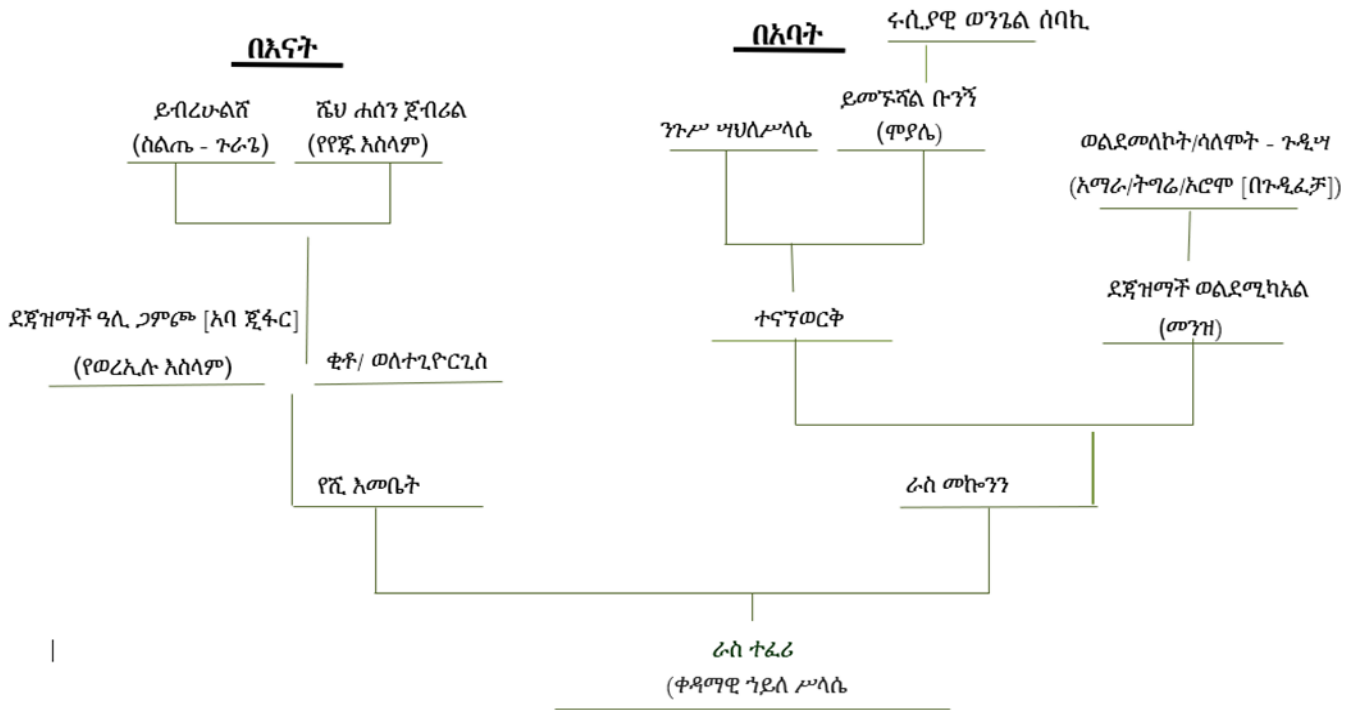 በእናት
በአባት
ሩሲያዊ ወንጌል ሰባኪ
ይብረሁልሸ
(ስልጤ - ጉራጌ)
ሼህ ሐሰን ጀብሪል
(የየጁ እስላም)
ንጉሥ ሣህለሥላሴ
ይመኙሻል ቡንኝ
(ሞያሌ)
ወልደመለኮት/ሳለሞት - ጉዲሣ
(አማራ/ትግሬ/ኦሮሞ [በጉዲፈቻ])
ደጃዝማች ዓሊ ጋምጮ [አባ ጂፋር]
(የወረኢሉ እስላም)
ቂቶ/ ወለተጊዮርጊስ
ተናኘወርቅ
ደጃዝማች ወልደሚካአል
(መንዝ)
የሺ እመቤት
ራስ መኰንን
ራስ ተፈሪ
(ቀዳማዊ ኀይለ ሥላሴ